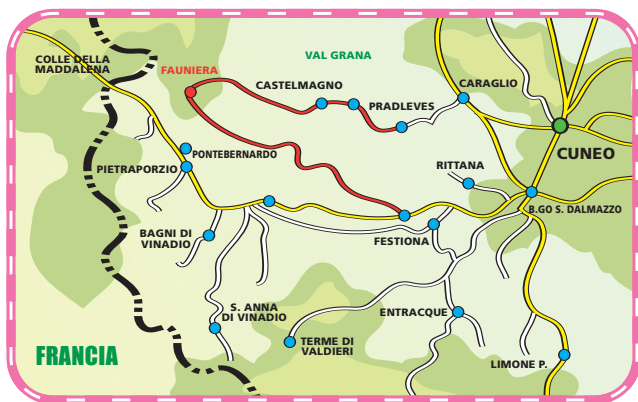 VAL GRANA
COLLE DELLA
MADDALENA
FAUNIERA
CASTELMAGNO
CARAGLIO
PRADLEVES
CUNEO
PONTEBERNARDO
PIETRAPORZIO
RITTANA
B.GO S. DALMAZZO
BAGNI DI
VINADIO
FESTIONA
S. ANNA
DI VINADIO
ENTRACQUE
TERME DI
VALDIERI
FRANCIA
LIMONE P.